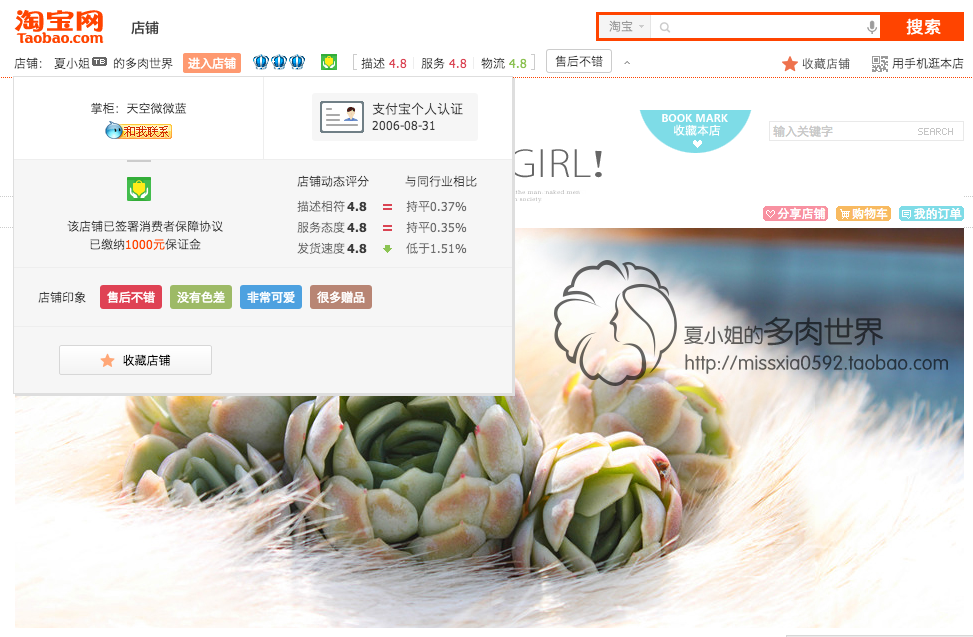 淘宝网
Taobao.com
店铺
淘宝
搜索
店铺： 夏小姐 的多肉世界
进入店铺
描述 4.8 服务 4.8 物流 4.8
售后不错
收藏店铺
用手机逛本店
掌柜：天空微微蓝
和我联系
支付宝个人认证
2006-08-31
该店铺已签署消费者保障协议
已缴纳1000元保证金
店铺动态评分 与同行业相比
描述相符 4.8 = 持平0.37%
服务态度 4.8 = 持平0.35%
发货速度 4.8 低于1.51%
店铺印象 售后不错 没有色差 非常可爱 很多赠品
收藏店铺
GIRL!
the man, naked men
society
BOOK MARK
收藏本店
输入关键字 SEARCH
分享店铺 购物车 我的订单
夏小姐的多肉世界
http://missxia0592.taobao.com